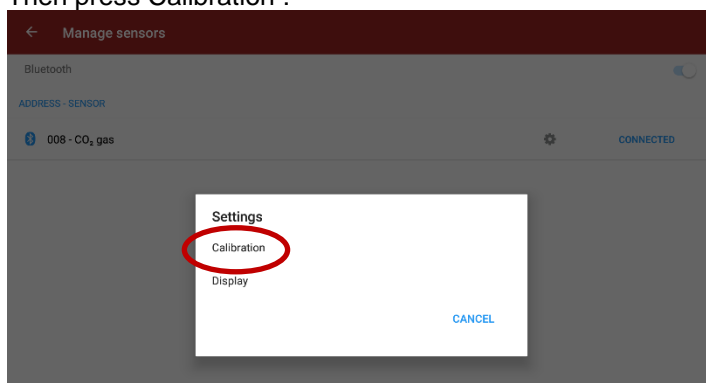 Then press Calibration :
← Manage sensors
Bluetooth
ADDRESS - SENSOR
008 - CO₂ gas CONNECTED
Settings
Calibration
Display
CANCEL